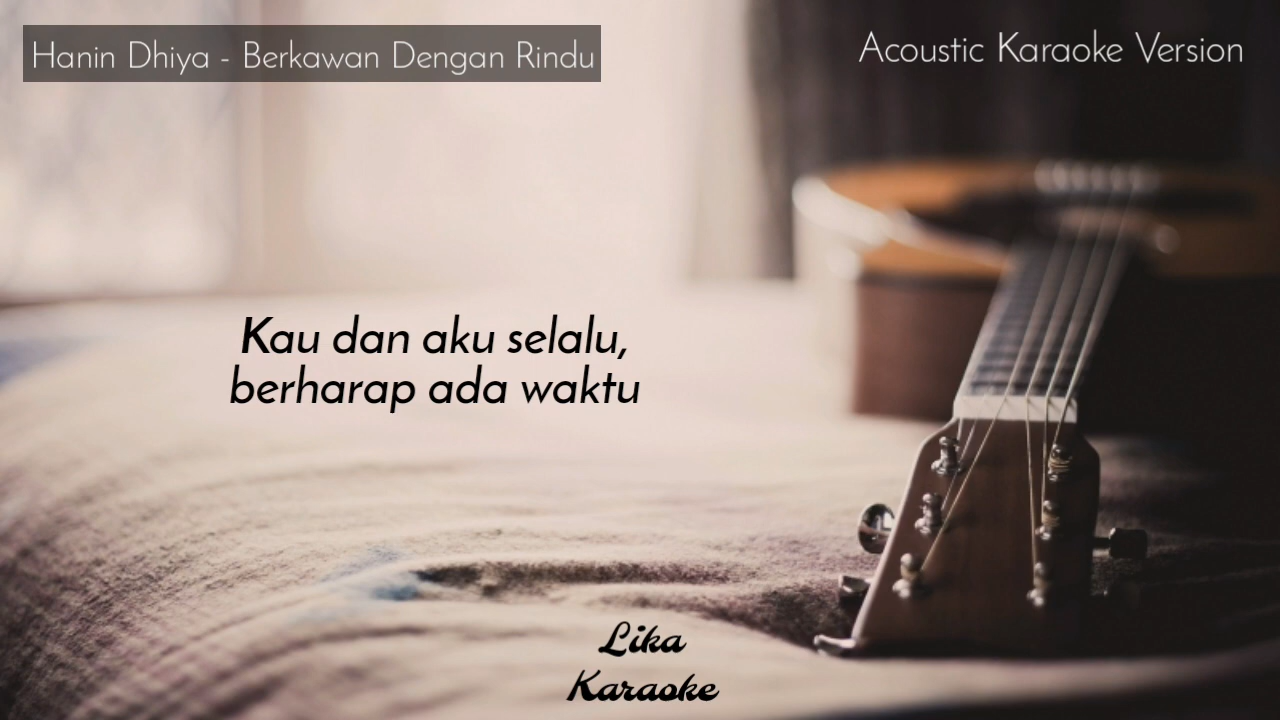 Hanin Dhiya - Berkawan Dengan Rindu
Acoustic Karaoke Version
Kau dan aku selalu,
berharap ada waktu
Lika
Karaoke